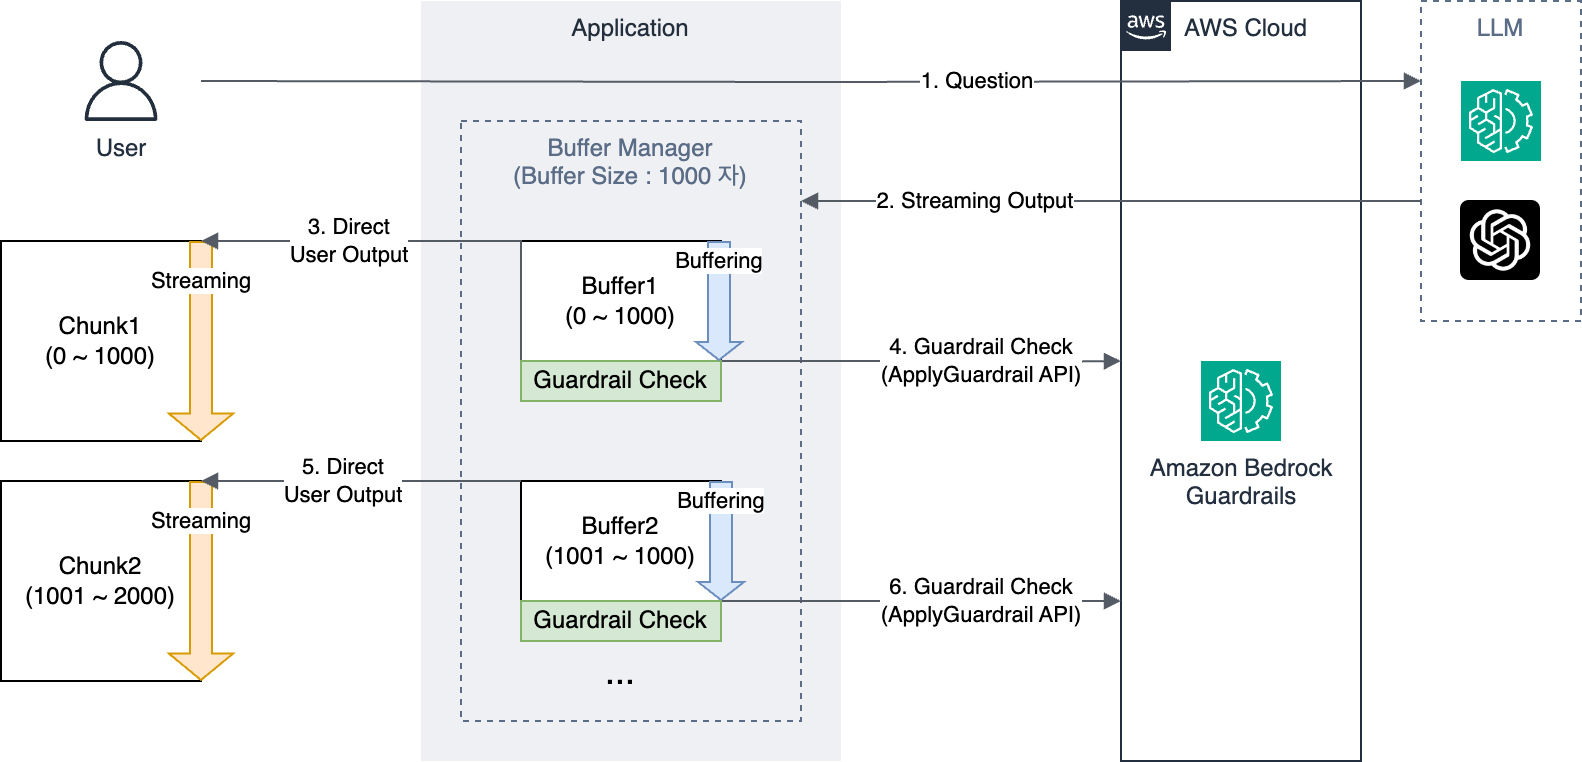 Application
aws
AWS Cloud
LLM
1. Question
User
Buffer Manager
(Buffer Size : 1000 자)
2. Streaming Output
3. Direct
User Output
Streaming
Chunk1
(0 ~ 1000)
Buffering
Buffer1
(0 ~ 1000)
Guardrail Check
4. Guardrail Check
(ApplyGuardrail API)
Amazon Bedrock
Guardrails
5. Direct
User Output
Streaming
Chunk2
(1001 ~ 2000)
Buffering
Buffer2
(1001 ~ 1000)
Guardrail Check
6. Guardrail Check
(ApplyGuardrail API)
...